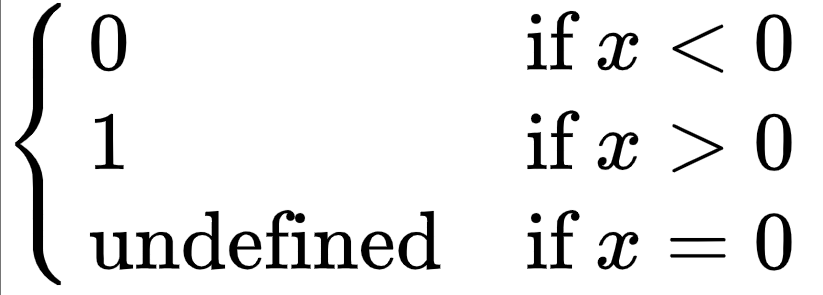 0 if x < 0
1 if x > 0
undefined if x = 0